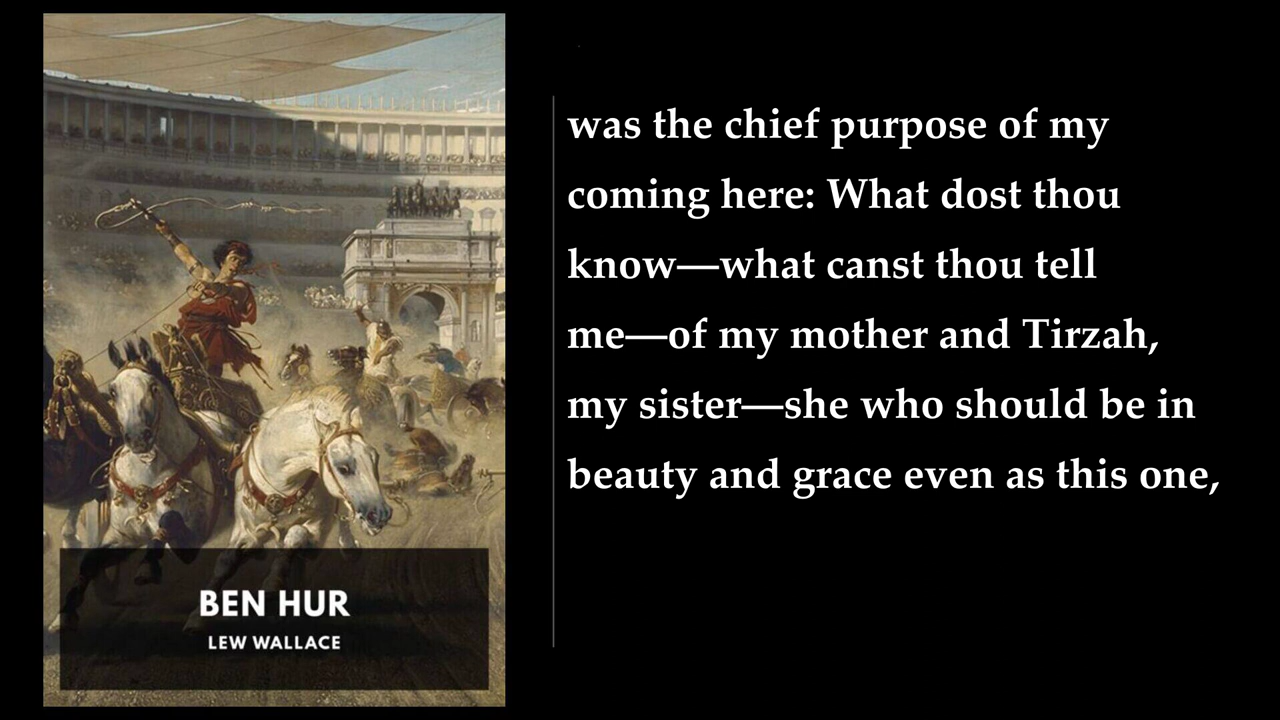 BEN HUR
LEW WALLACE
was the chief purpose of my
coming here: What dost thou
know—what canst thou tell
me—of my mother and Tirzah,
my sister—she who should be in
beauty and grace even as this one,